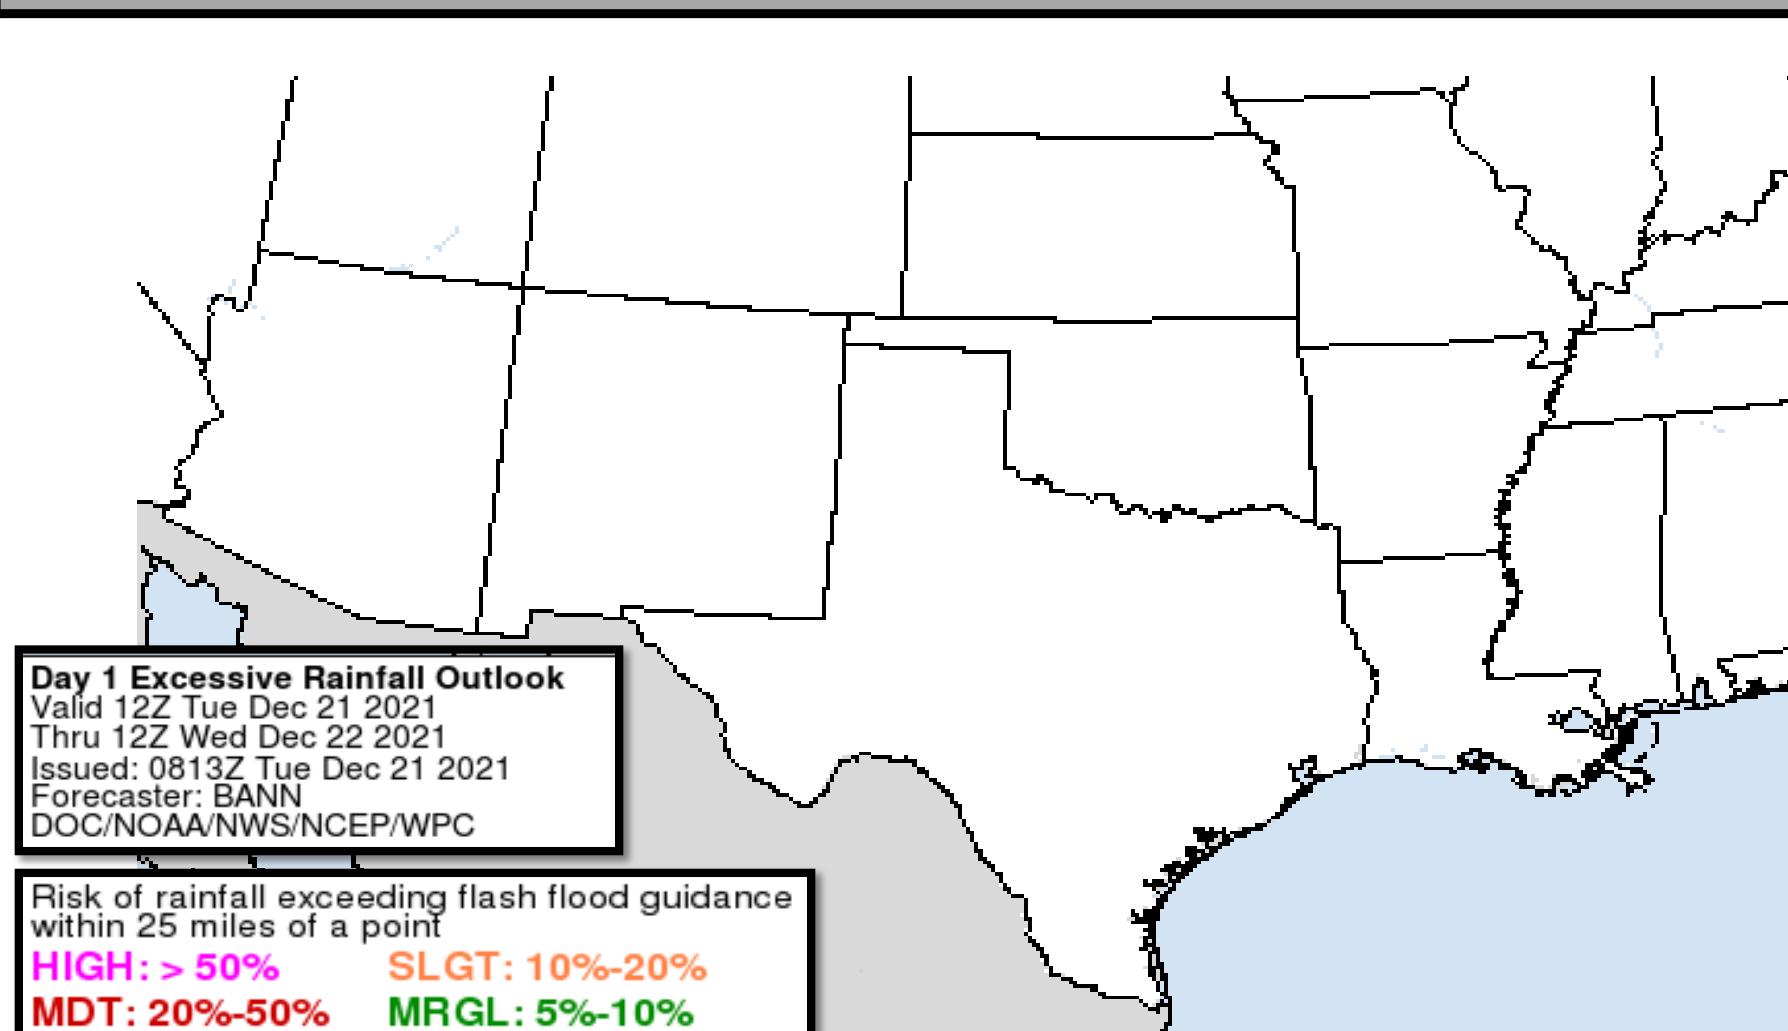 Day 1 Excessive Rainfall Outlook
Valid 12Z Tue Dec 21 2021
Thru 12Z Wed Dec 22 2021
Issued: 0813Z Tue Dec 21 2021
Forecaster: BANN
DOC/NOAA/NWS/NCEP/WPC
Risk of rainfall exceeding flash flood guidance
within 25 miles of a point
HIGH: > 50% SLGT: 10%-20%
MDT: 20%-50% MRGL: 5%-10%